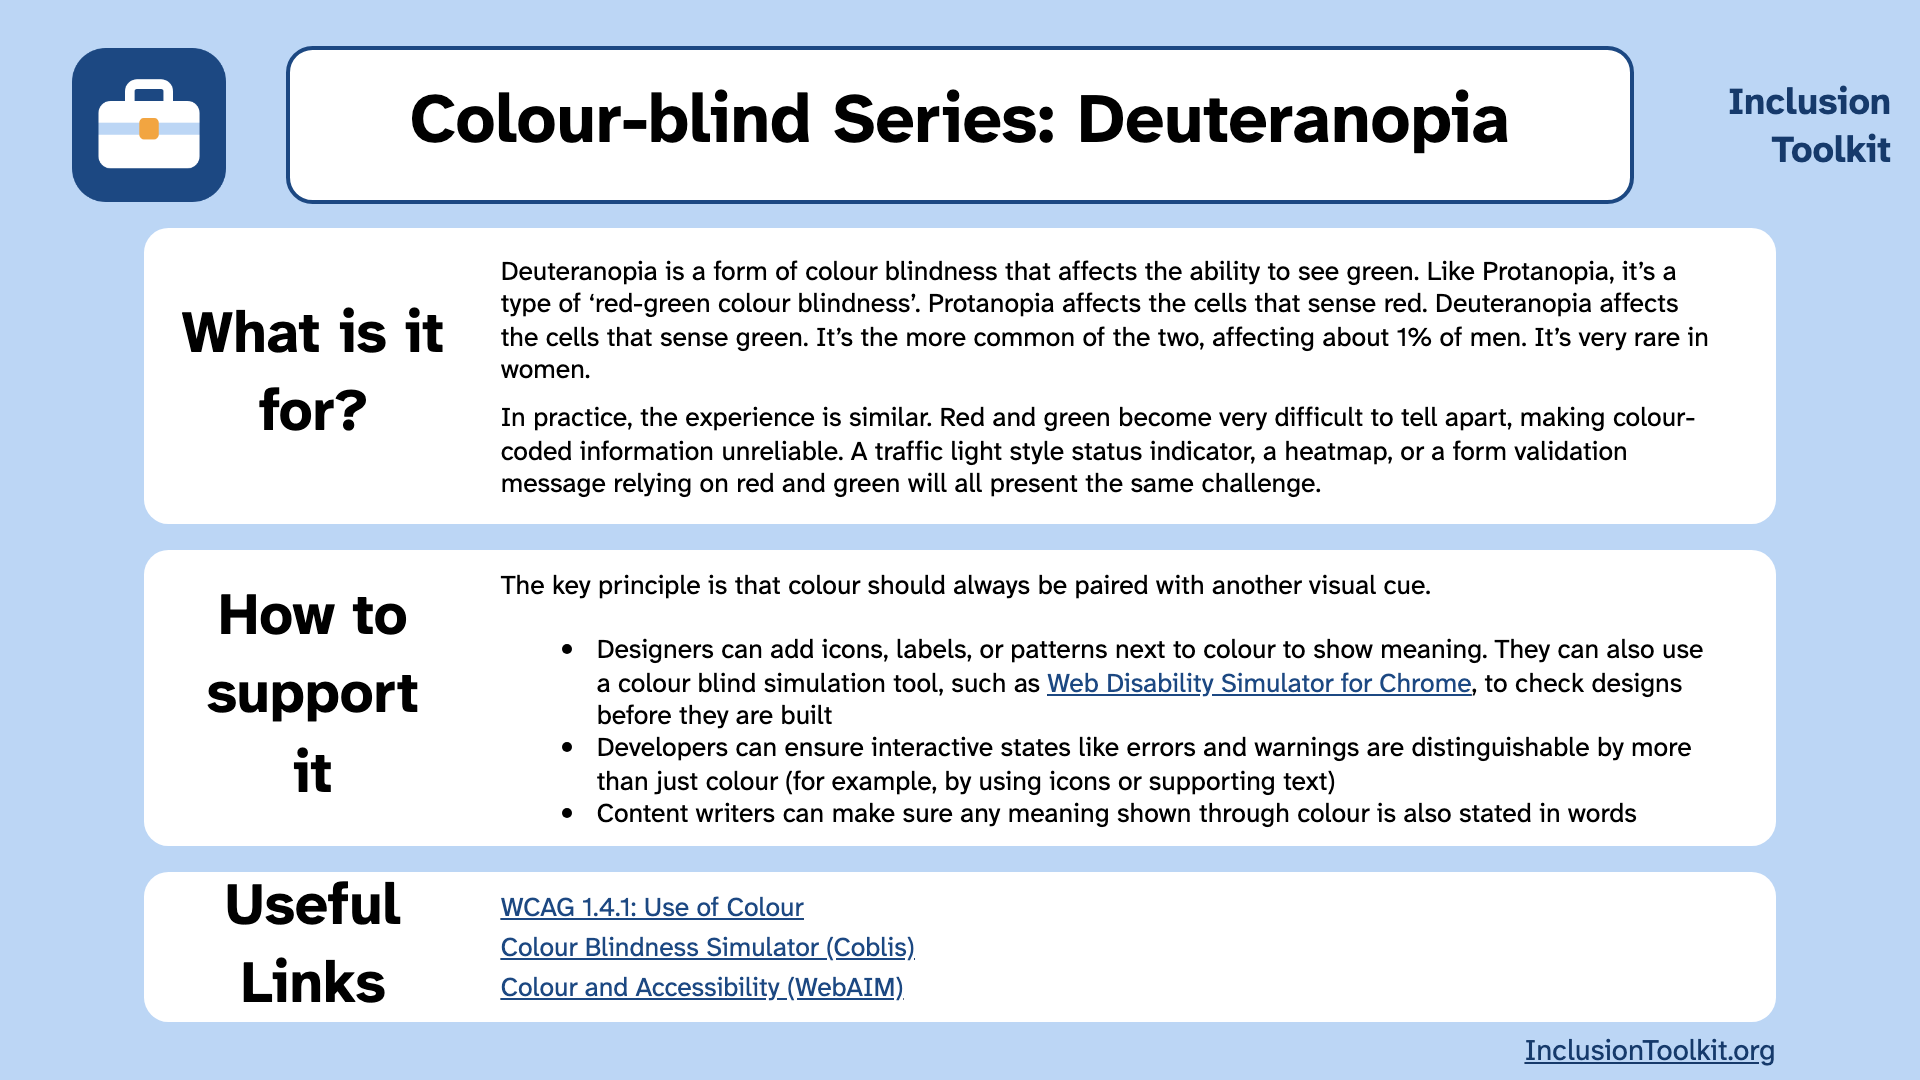 Colour-blind Series: Deuteranopia
Inclusion
Toolkit
What is it
for?
Deuteranopia is a form of colour blindness that affects the ability to see green. Like Protanopia, it’s a
type of ‘red-green colour blindness’. Protanopia affects the cells that sense red. Deuteranopia affects
the cells that sense green. It’s the more common of the two, affecting about 1% of men. It’s very rare in
women.
In practice, the experience is similar. Red and green become very difficult to tell apart, making colour-
coded information unreliable. A traffic light style status indicator, a heatmap, or a form validation
message relying on red and green will all present the same challenge.
How to
support
it
The key principle is that colour should always be paired with another visual cue.
• Designers can add icons, labels, or patterns next to colour to show meaning. They can also use
a colour blind simulation tool, such as Web Disability Simulator for Chrome, to check designs
before they are built
• Developers can ensure interactive states like errors and warnings are distinguishable by more
than just colour (for example, by using icons or supporting text)
• Content writers can make sure any meaning shown through colour is also stated in words
Useful
Links
WCAG 1.4.1: Use of Colour
Colour Blindness Simulator (Coblis)
Colour and Accessibility (WebAIM)
InclusionToolkit.org